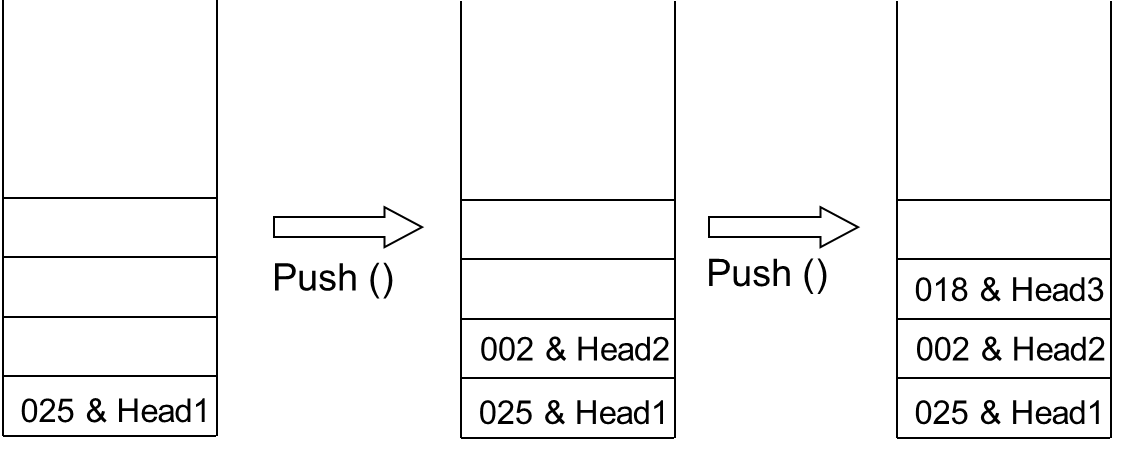 025 & Head1
Push ()
002 & Head2
025 & Head1
Push ()
018 & Head3
002 & Head2
025 & Head1